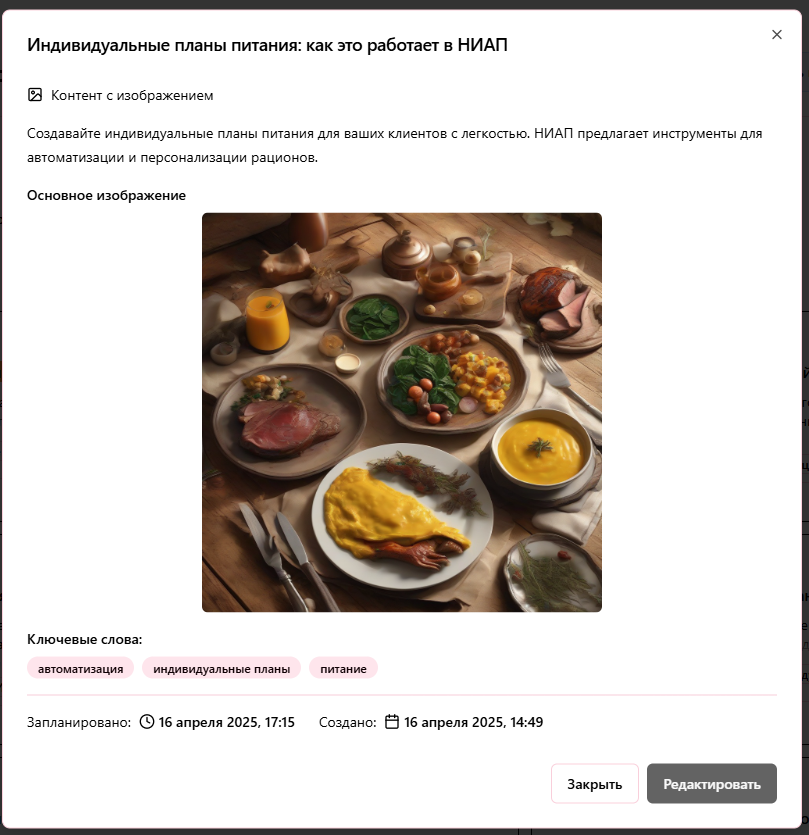 Индивидуальные планы питания: как это работает в НИАП
Контент с изображением
Создавайте индивидуальные планы питания для ваших клиентов с легкостью. НИАП предлагает инструменты для
автоматизации и персонализации рационов.
Основное изображение
Ключевые слова:
автоматизация индивидуальные планы питание
Запланировано: 16 апреля 2025, 17:15 Создано: 16 апреля 2025, 14:49
Закрыть Редактировать